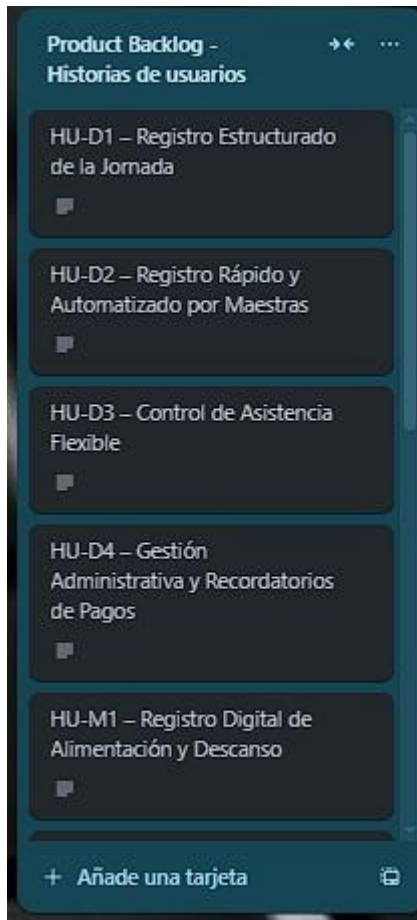 Product Backlog -
Historias de usuarios
HU-D1 – Registro Estructurado
de la Jornada
HU-D2 – Registro Rápido y
Automatizado por Maestras
HU-D3 – Control de Asistencia
Flexible
HU-D4 – Gestión
Administrativa y Recordatorios
de Pagos
HU-M1 – Registro Digital de
Alimentación y Descanso
+ Añade una tarjeta